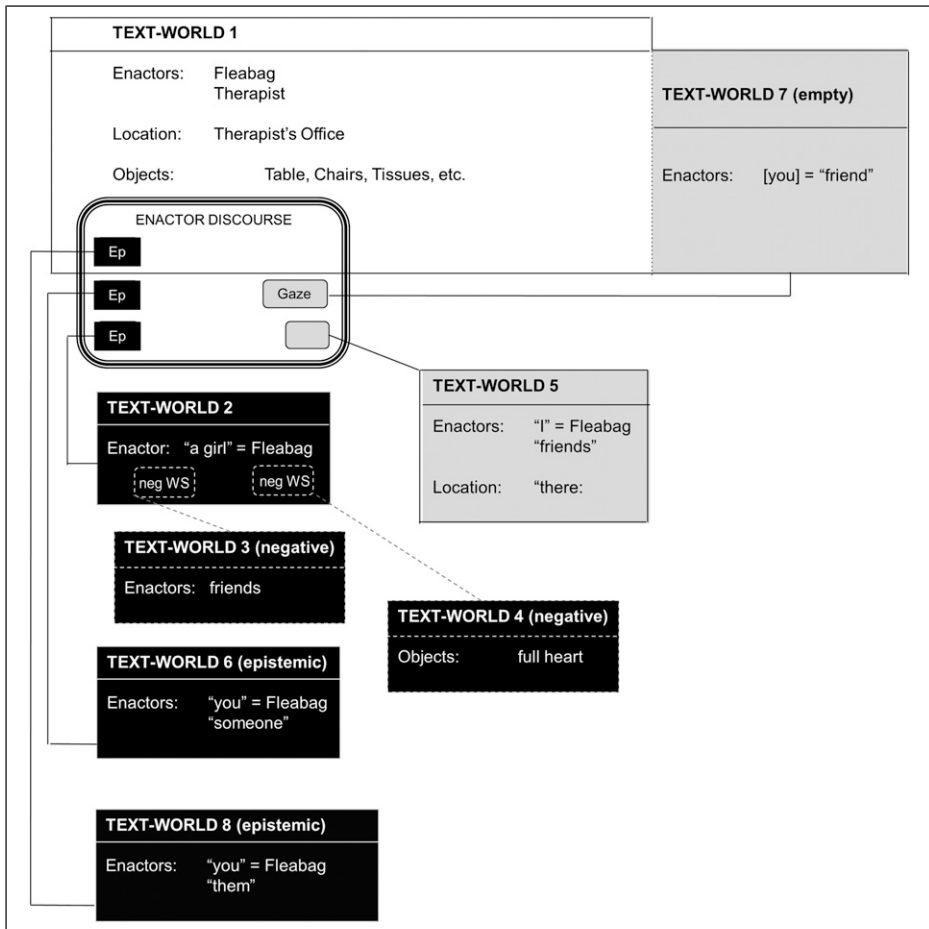 TEXT-WORLD 1
Enactors: Fleabag
Therapist
Location: Therapist's Office
Objects: Table, Chairs, Tissues, etc.
TEXT-WORLD 7 (empty)
Enactors: [you] = “friend”
ENACTOR DISCOURSE
Ep
Ep
Gaze
Ep
TEXT-WORLD 5
Enactors: “I” = Fleabag
“friends”
Location: “there:
TEXT-WORLD 2
Enactor: “a girl” = Fleabag
neg WS
neg WS
TEXT-WORLD 3 (negative)
Enactors: friends
TEXT-WORLD 4 (negative)
Objects: full heart
TEXT-WORLD 6 (epistemic)
Enactors: “you” = Fleabag
“someone”
TEXT-WORLD 8 (epistemic)
Enactors: “you” = Fleabag
“them”